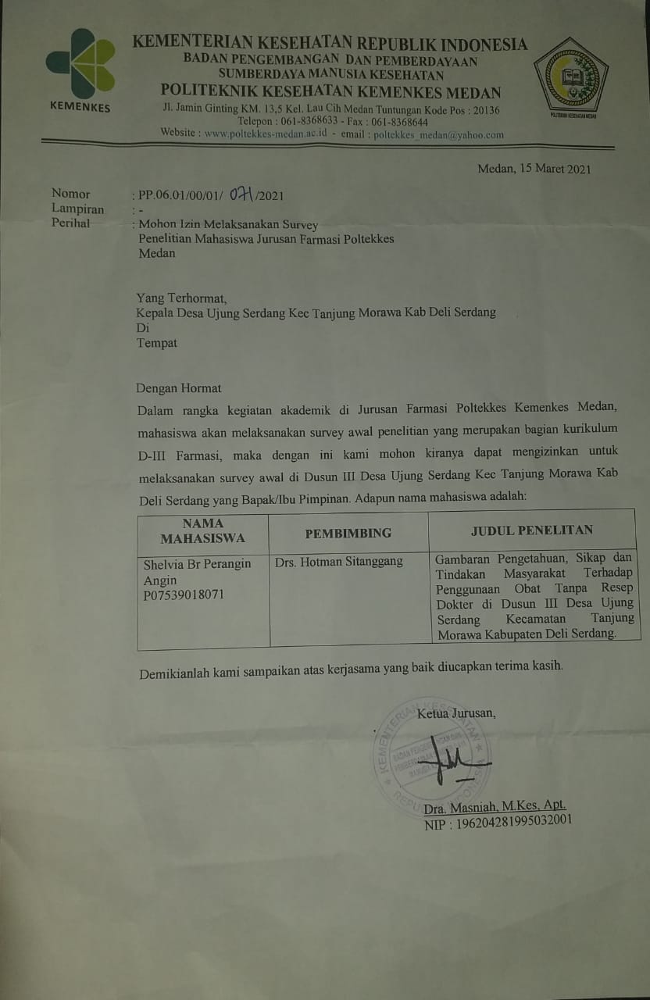 KEMENKES
KEMENTERIAN KESEHATAN REPUBLIK INDONESIA
BADAN PENGEMBANGAN DAN PEMBERDAYAAN
SUMBERDAYA MANUSIA KESEHATAN
POLITEKNIK KESEHATAN KEMENKES MEDAN
Jl. Jamin Ginting KM. 13,5 Kel. Lau Cih Medan Tuntungan Kode Pos : 20136
Telepon : 061-8368633 - Fax : 061-8368644
Website : www.poltekkes-medan.ac.id - email : poltekkes_medan@yahoo.com
POLITEKNIK KESEHATAN MEDAN
Medan, 15 Maret 2021
Nomor : PP.06.01/00/01/ 071 /2021
Lampiran : -
Perihal : Mohon Izin Melaksanakan Survey
Penelitian Mahasiswa Jurusan Farmasi Poltekkes
Medan
Yang Terhormat,
Kepala Desa Ujung Serdang Kec Tanjung Morawa Kab Deli Serdang
Di
Tempat
Dengan Hormat
Dalam rangka kegiatan akademik di Jurusan Farmasi Poltekkes Kemenkes Medan,
mahasiswa akan melaksanakan survey awal penelitian yang merupakan bagian kurikulum
D-III Farmasi, maka dengan ini kami mohon kiranya dapat mengizinkan untuk
melaksanakan survey awal di Dusun III Desa Ujung Serdang Kec Tanjung Morawa Kab
Deli Serdang yang Bapak/Ibu Pimpinan. Adapun nama mahasiswa adalah:
NAMA
MAHASISWA
PEMBIMBING
JUDUL PENELITAN
Shelvia Br Perangin
Angin
P07539018071
Drs. Hotman Sitanggang
Gambaran Pengetahuan, Sikap dan
Tindakan Masyarakat Terhadap
Penggunaan Obat Tanpa Resep
Dokter di Dusun III Desa Ujung
Serdang Kecamatan Tanjung
Morawa Kabupaten Deli Serdang.
Demikianlah kami sampaikan atas kerjasama yang baik diucapkan terima kasih.
Ketua Jurusan,
KEMENTERIAN KESEHATAN
REPUBLIK INDONESIA
Dra. Masniah, M.Kes, Apt.
NIP : 196204281995032001